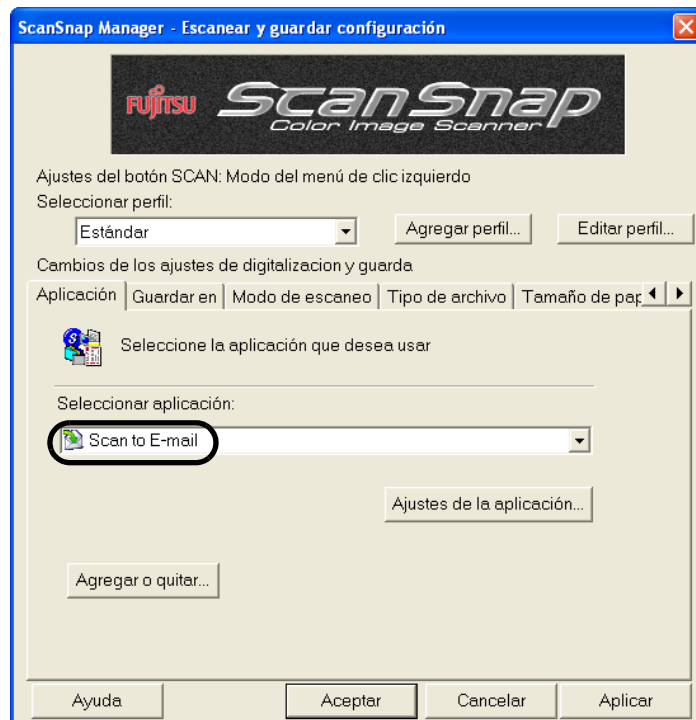 ScanSnap Manager - Escanear y guardar configuración
FUJITSU ScanSnap
Color Image Scanner
Ajustes del botón SCAN: Modo del menú de clic izquierdo
Seleccionar perfil:
Estándar Agregar perfil... Editar perfil...
Cambios de los ajustes de digitalizacion y guarda
Aplicación Guardar en Modo de escaneo Tipo de archivo Tamaño de pap
Seleccione la aplicación que desea usar
Seleccionar aplicación:
Scan to E-mail
Ajustes de la aplicación...
Agregar o quitar...
Ayuda Aceptar Cancelar Aplicar